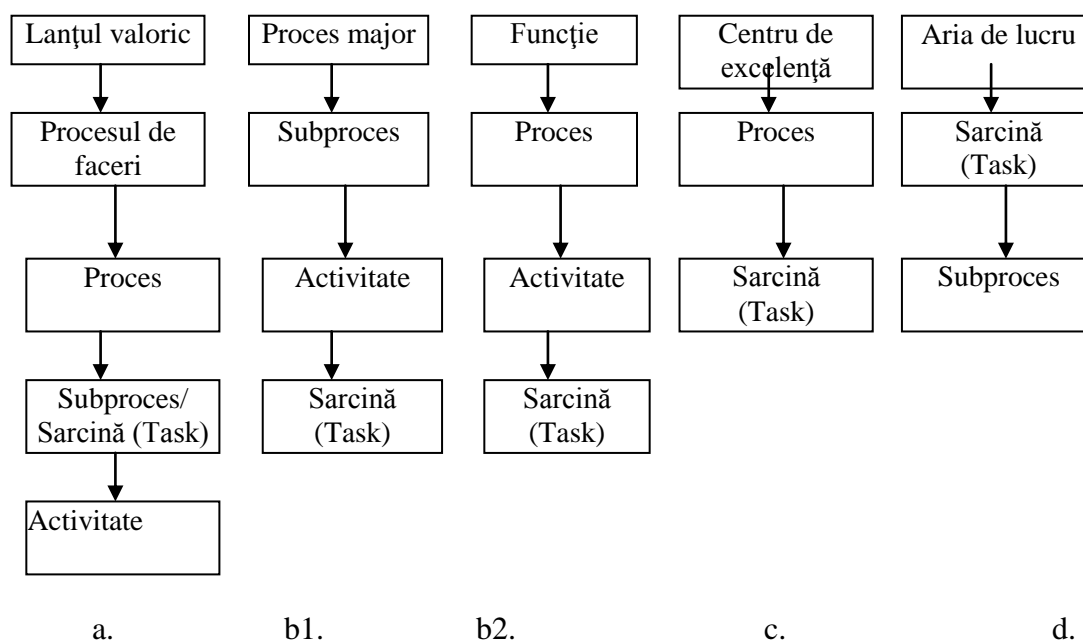 Lanţul valoric
Procesul de
faceri
Proces
Subproces/
Sarcină (Task)
Activitate
a.
Proces major
Subproces
Activitate
Sarcină
(Task)
b1.
Funcţie
Proces
Activitate
Sarcină
(Task)
b2.
Centru de
excelenţă
Proces
Sarcină
(Task)
c.
Aria de lucru
Sarcină
(Task)
Subproces
d.